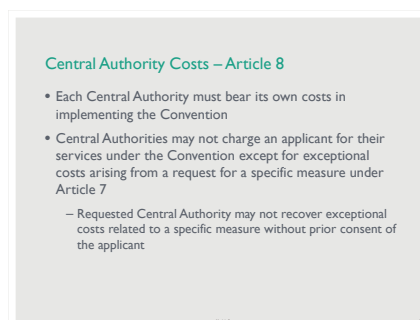 Central Authority Costs – Article 8
• Each Central Authority must bear its own costs in
implementing the Convention
• Central Authorities may not charge an applicant for their
services under the Convention except for exceptional
costs arising from a request for a specific measure under
Article 7
– Requested Central Authority may not recover exceptional
costs related to a specific measure without prior consent of
the applicant